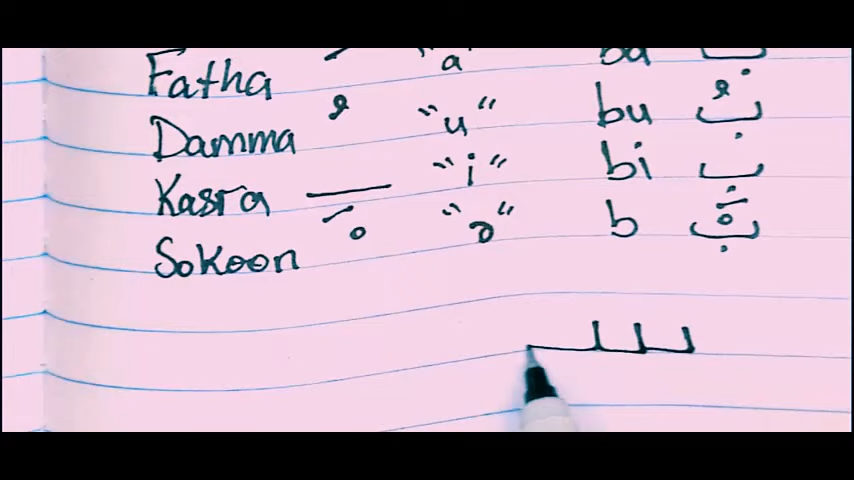 Fatha َ "a" ba بَ
Damma ُ "u" bu بُ
Kasra ِ "i" bi بِ
Sokoon ْ "ə" b بْ